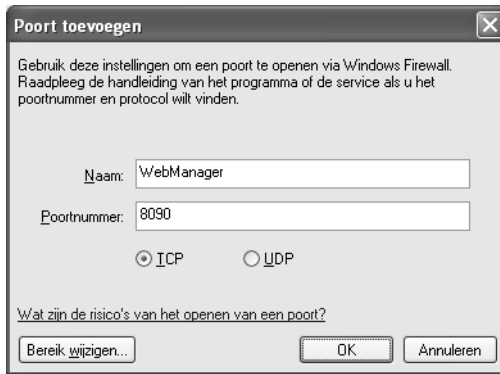 Poort toevoegen
Gebruik deze instellingen om een poort te openen via Windows Firewall.
Raadpleeg de handleiding van het programma of de service als u het
poortnummer en protocol wilt vinden.
Naam: WebManager
Poortnummer: 8090
TCP UDP
Wat zijn de risico's van het openen van een poort?
Bereik wijzigen... OK Annuleren